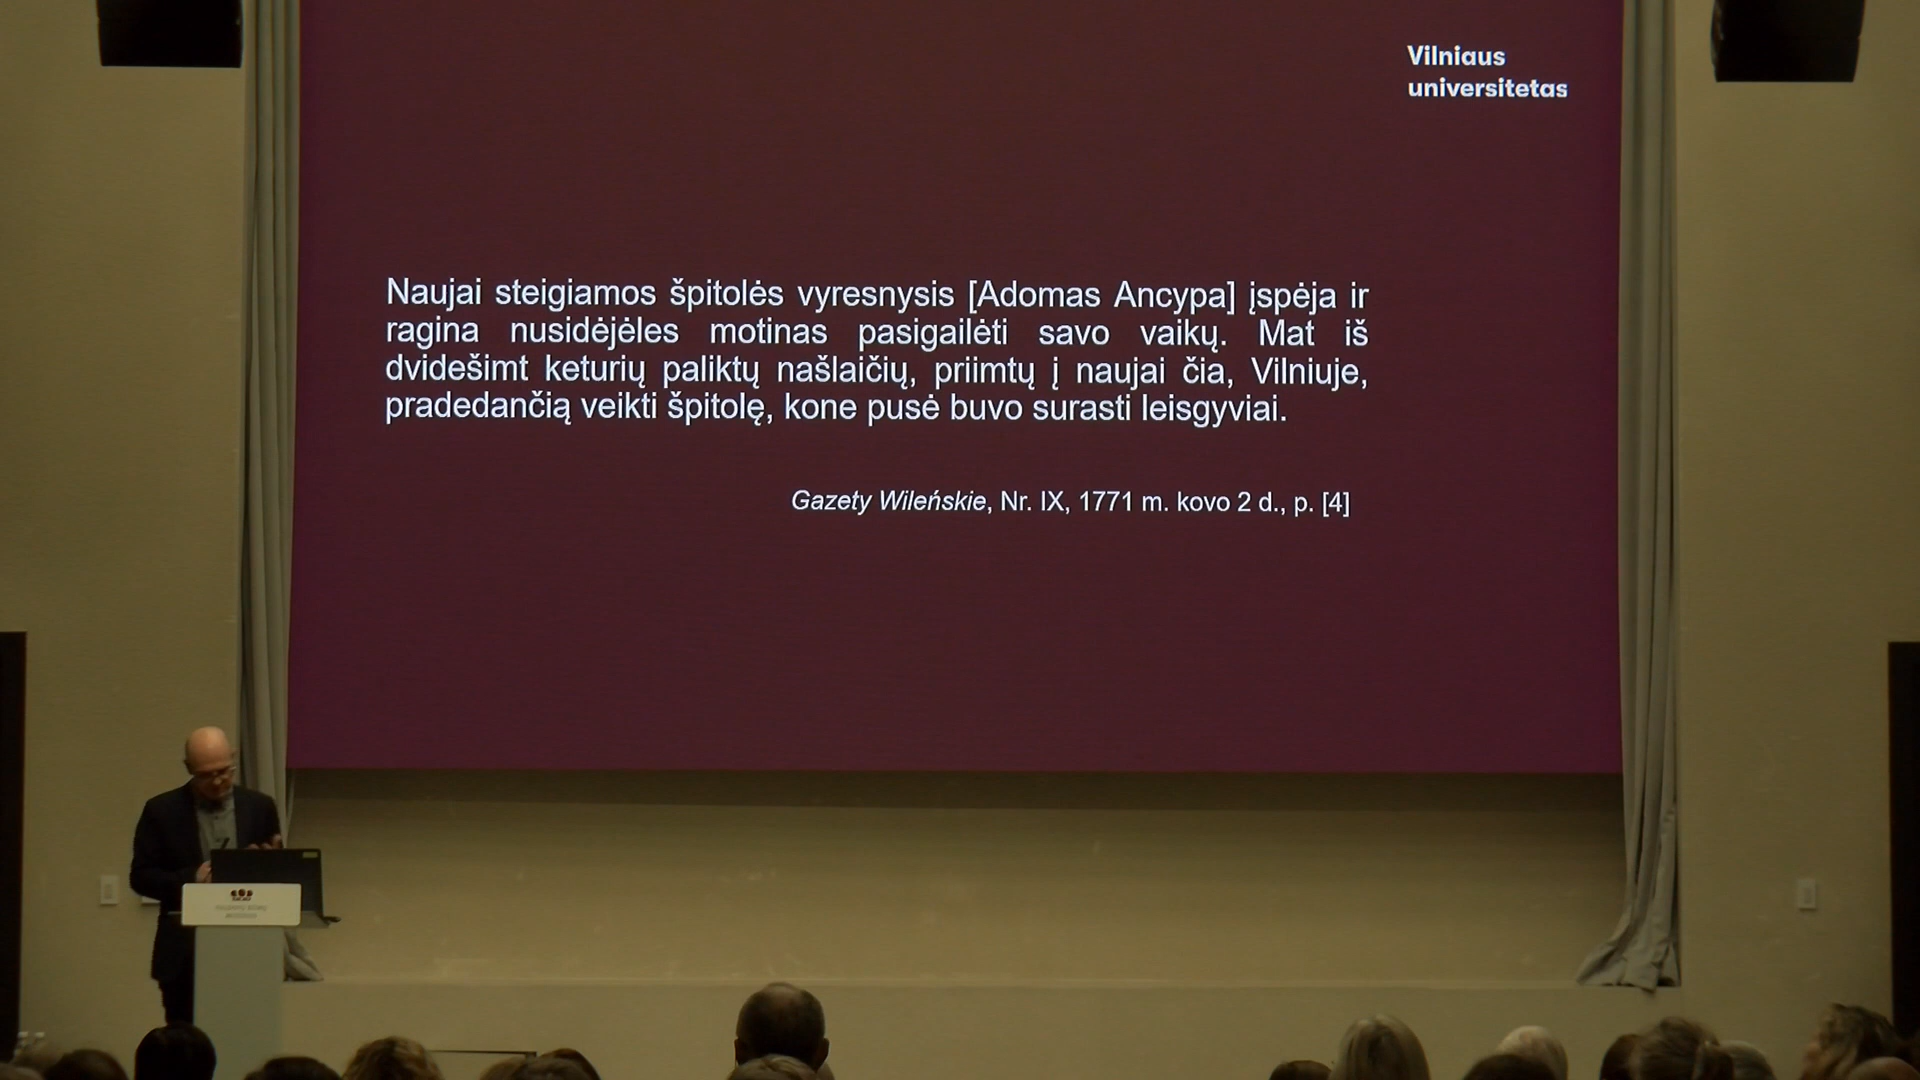 Vilniaus
universitetas
Naujai steigiamos špitolės vyresnysis [Adomas Ancypa] įspėja ir
ragina nusidėjėles motinas pasigailėti savo vaikų. Mat iš
dvidešimt keturių paliktų našlaičių, priimtų į naujai čia, Vilniuje,
pradedančią veikti špitolę, kone pusė buvo surasti leisgyviai.
Gazety Wileńskie, Nr. IX, 1771 m. kovo 2 d., p. [4]